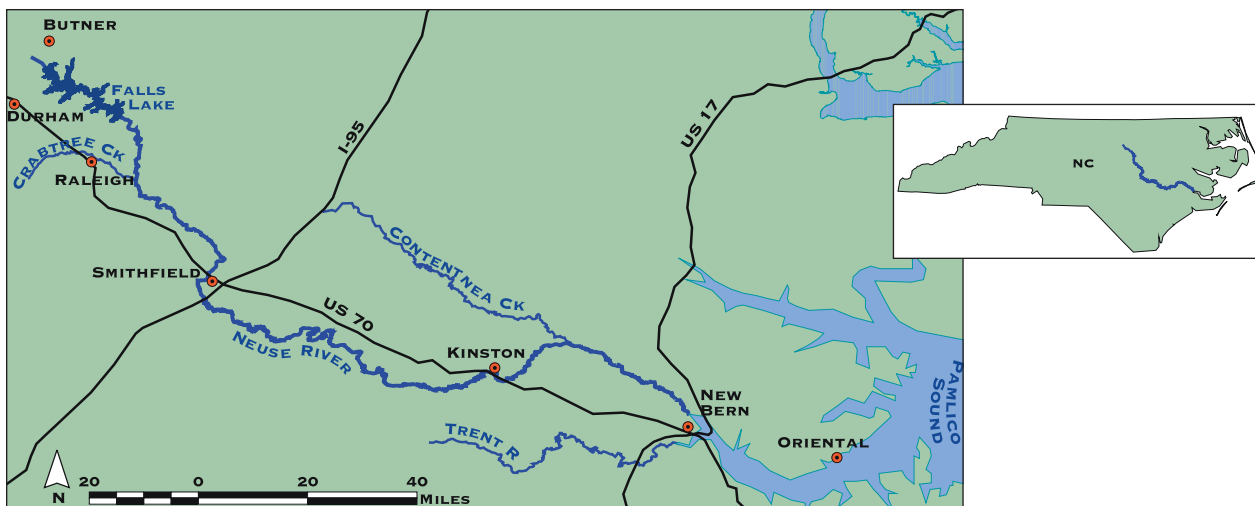 BUTNER
FALLS
LAKE
DURHAM
CRABTREE CK
RALEIGH
I-95
US 17
NC
CONTENTNEA CK
SMITHFIELD
US 70
NEUSE RIVER
KINSTON
NEW
BERN
TRENT R
ORIENTAL
PAMLICO
SOUND
N
20 0 20 40
MILES